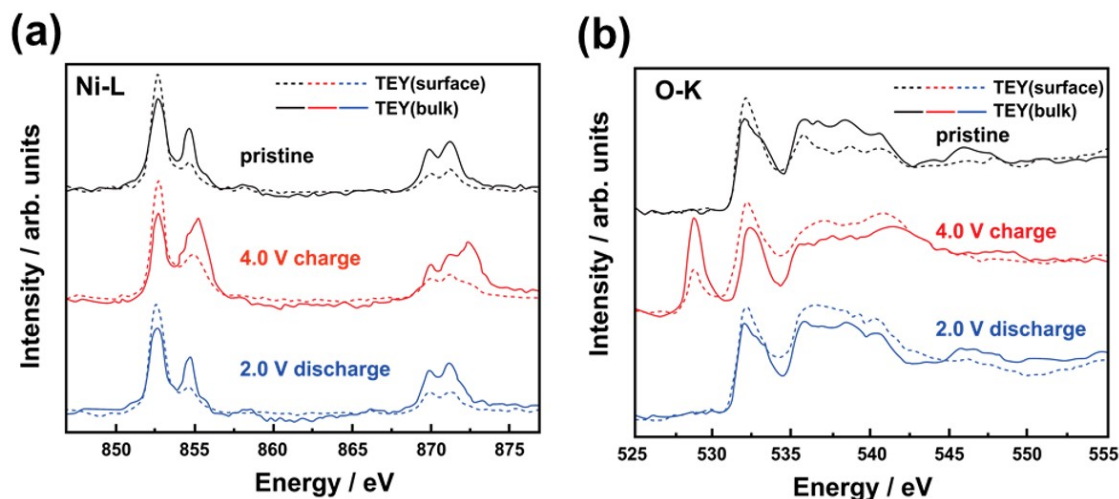 (a)
Ni-L
TEY(surface)
TEY(bulk)
pristine
4.0 V charge
2.0 V discharge
Intensity / arb. units
850 855 860 865 870 875
Energy / eV
(b)
O-K
TEY(surface)
TEY(bulk)
pristine
4.0 V charge
2.0 V discharge
Intensity / arb. units
525 530 535 540 545 550 555
Energy / eV